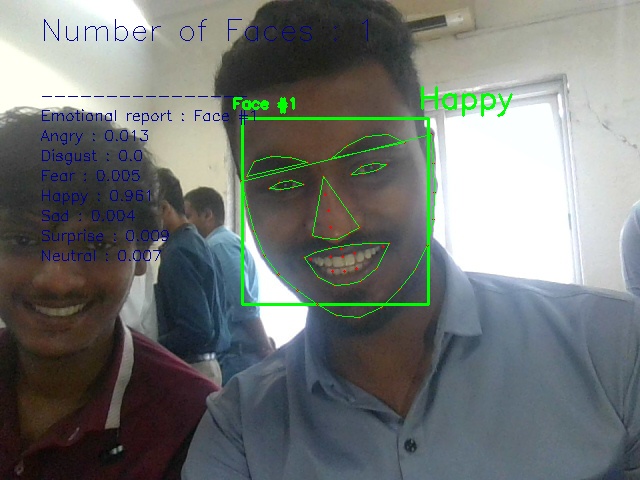 Number of Faces : 1
----------------
Face #1
Happy
Emotional report : Face #1
Angry : 0.013
Disgust : 0.0
Fear : 0.005
Happy : 0.961
Sad : 0.004
Surprise : 0.009
Neutral : 0.007